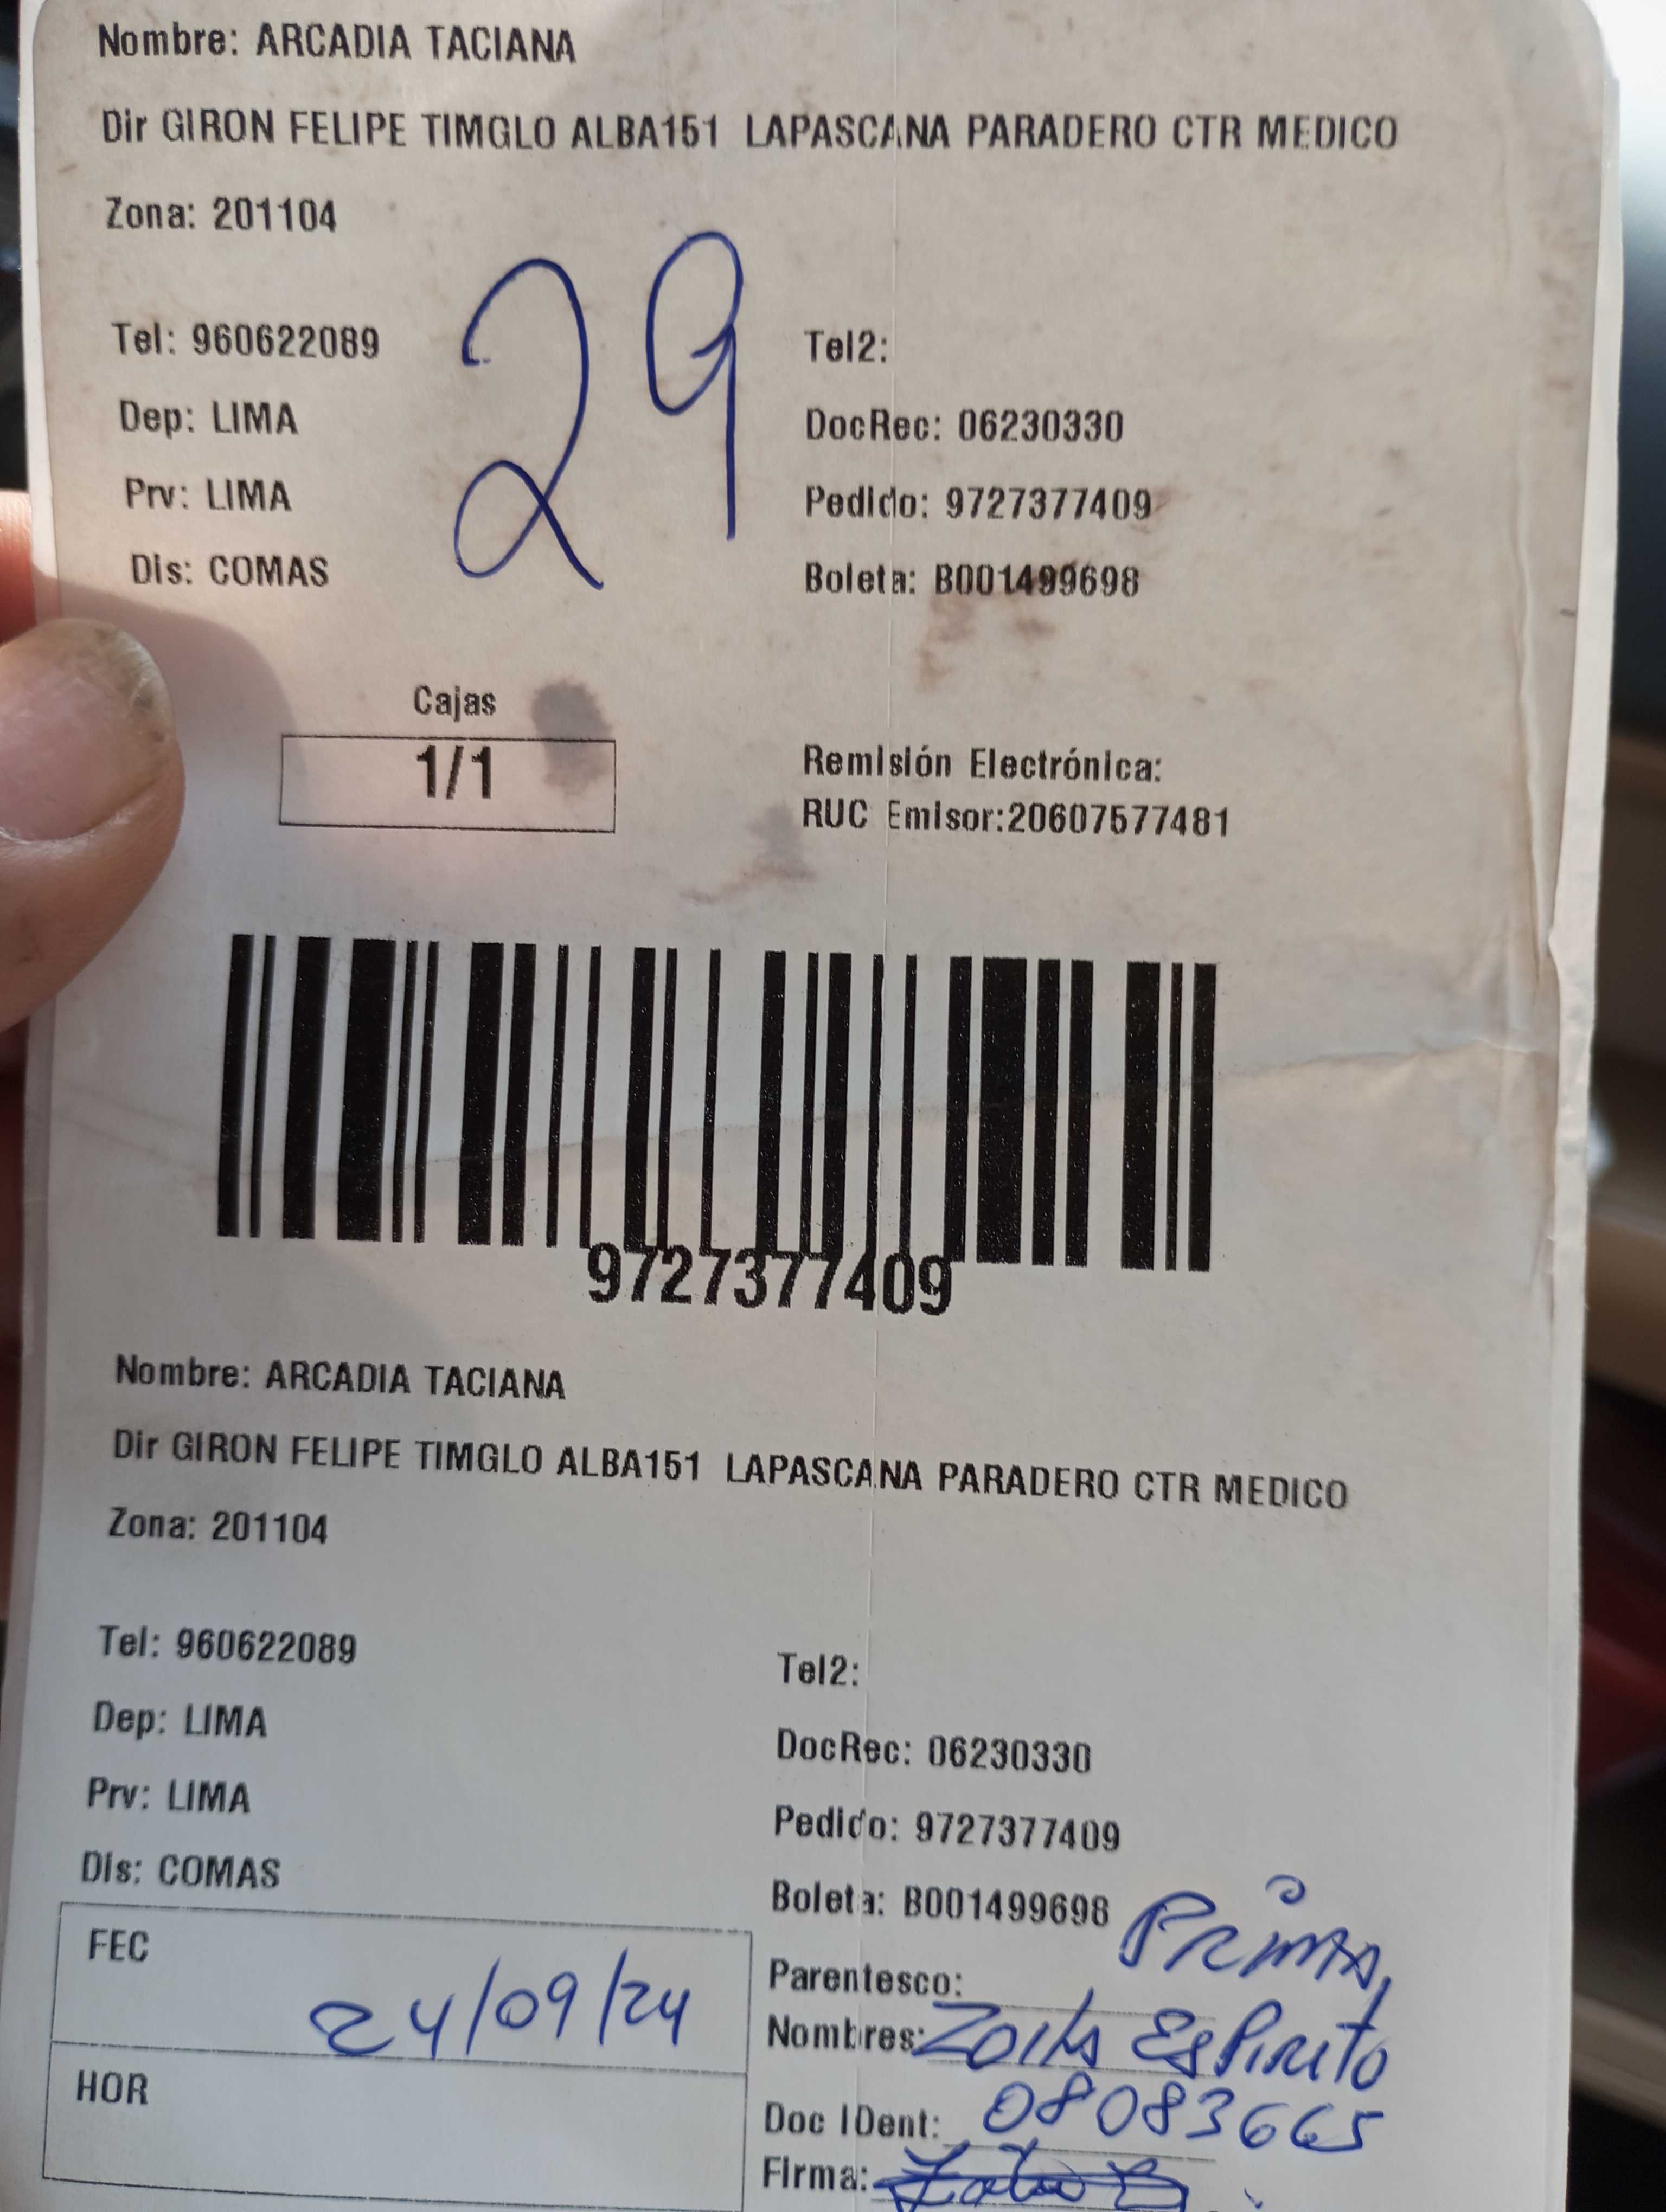 Nombre: ARCADIA TACIANA
Dir GIRON FELIPE TIMGLO ALBA151 LAPASCANA PARADERO CTR MEDICO
Zona: 201104
29
Tel: 960622089 Tel2:
Dep: LIMA DocRec: 06230330
Prv: LIMA Pedido: 9727377409
Dis: COMAS Boleta: B001499698
Cajas
1/1
Remisión Electrónica:
RUC Emisor:20607577481
9727377409
Nombre: ARCADIA TACIANA
Dir GIRON FELIPE TIMGLO ALBA151 LAPASCANA PARADERO CTR MEDICO
Zona: 201104
Tel: 960622089 Tel2:
Dep: LIMA DocRec: 06230330
Prv: LIMA Pedido: 9727377409
Dis: COMAS Boleta: B001499698
FEC 24/09/24
Parentesco: Prima
Nombres: Zoila Espirito
HOR
Doc IDent: 08083665
Firma: